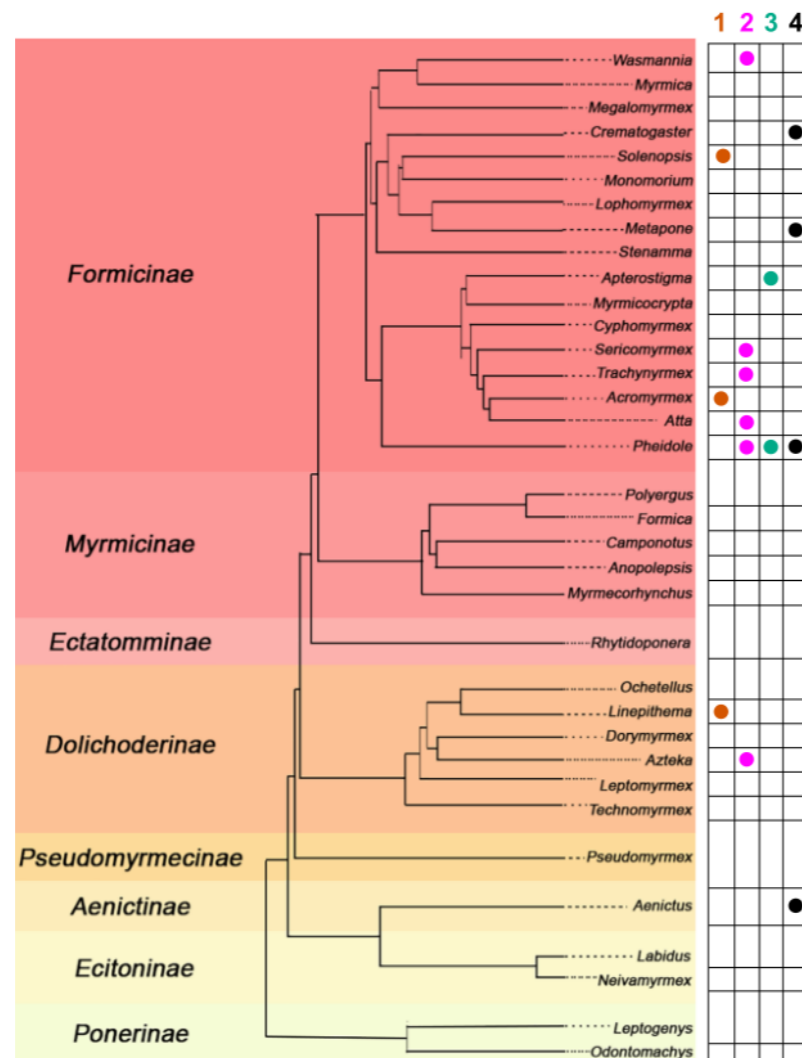 1 2 3 4
Wasmannia
Myrmica
Megalomyrmex
Crematogaster
Solenopsis
Monomorium
Lophomyrmex
Metapone
Stenamma
Formicinae
Apterostigma
Myrmicocrypta
Cyphomyrmex
Sericomyrmex
Trachynyrmex
Acromyrmex
Atta
Pheidole
Polyergus
Formica
Myrmicinae
Camponotus
Anopolepsis
Myrmecorhynchus
Ectatomminae
Rhytidoponera
Ochetellus
Linepithema
Dolichoderinae
Dorymyrmex
Azteka
Leptomyrmex
Technomyrmex
Pseudomyrmecinae
Pseudomyrmex
Aenictinae
Aenictus
Ecitoninae
Labidus
Neivamyrmex
Ponerinae
Leptogenys
Odontomachys